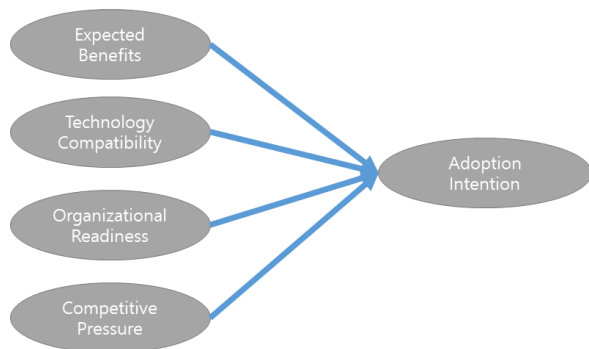 Expected
Benefits
Technology
Compatibility
Organizational
Readiness
Competitive
Pressure
Adoption
Intention